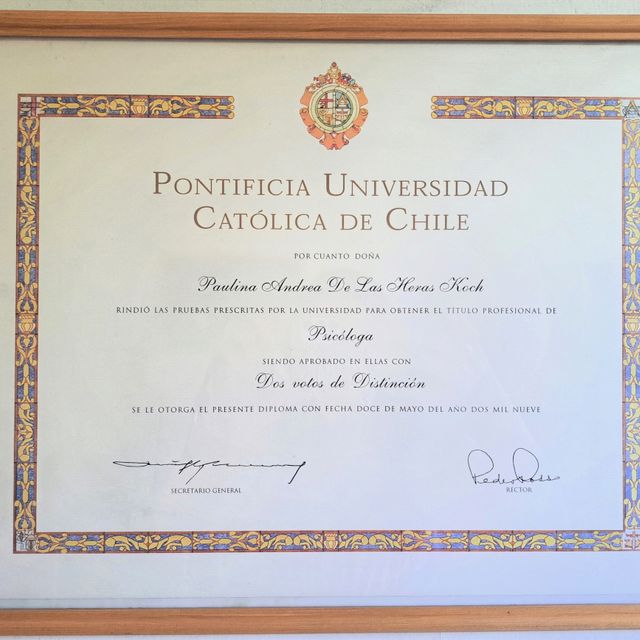 PONTIFICIA UNIVERSIDAD
CATÓLICA DE CHILE
POR CUANTO DOÑA
Paulina Andrea De Las Heras Koch
RINDIÓ LAS PRUEBAS PRESCRITAS POR LA UNIVERSIDAD PARA OBTENER EL TÍTULO PROFESIONAL DE
Psicóloga
SIENDO APROBADO EN ELLAS CON
Dos votos de Distinción
SE LE OTORGA EL PRESENTE DIPLOMA CON FECHA DOCE DE MAYO DEL AÑO DOS MIL NUEVE
SECRETARIO GENERAL
RECTOR